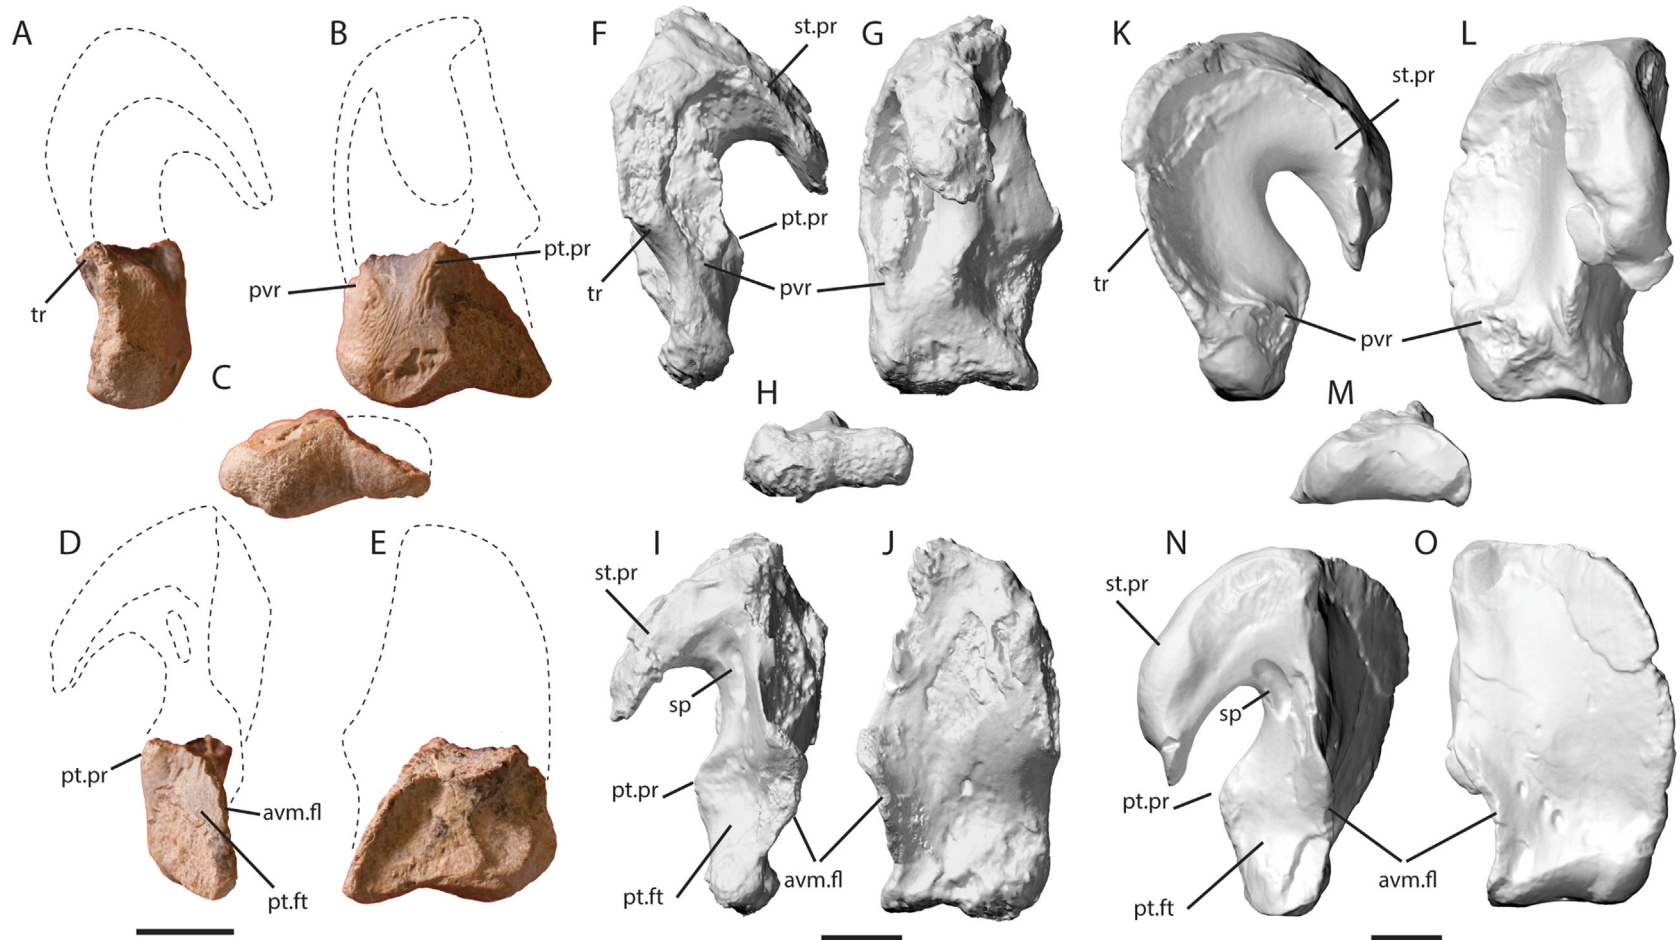 A
B
F
st.pr
G
K
L
st.pr
pt.pr
pt.pr
tr
pvr
tr
pvr
tr
pvr
C
H
M
D
E
I
J
N
O
st.pr
st.pr
sp
sp
pt.pr
pt.pr
pt.pr
avm.fl
pt.ft
avm.fl
avm.fl
pt.ft
pt.ft